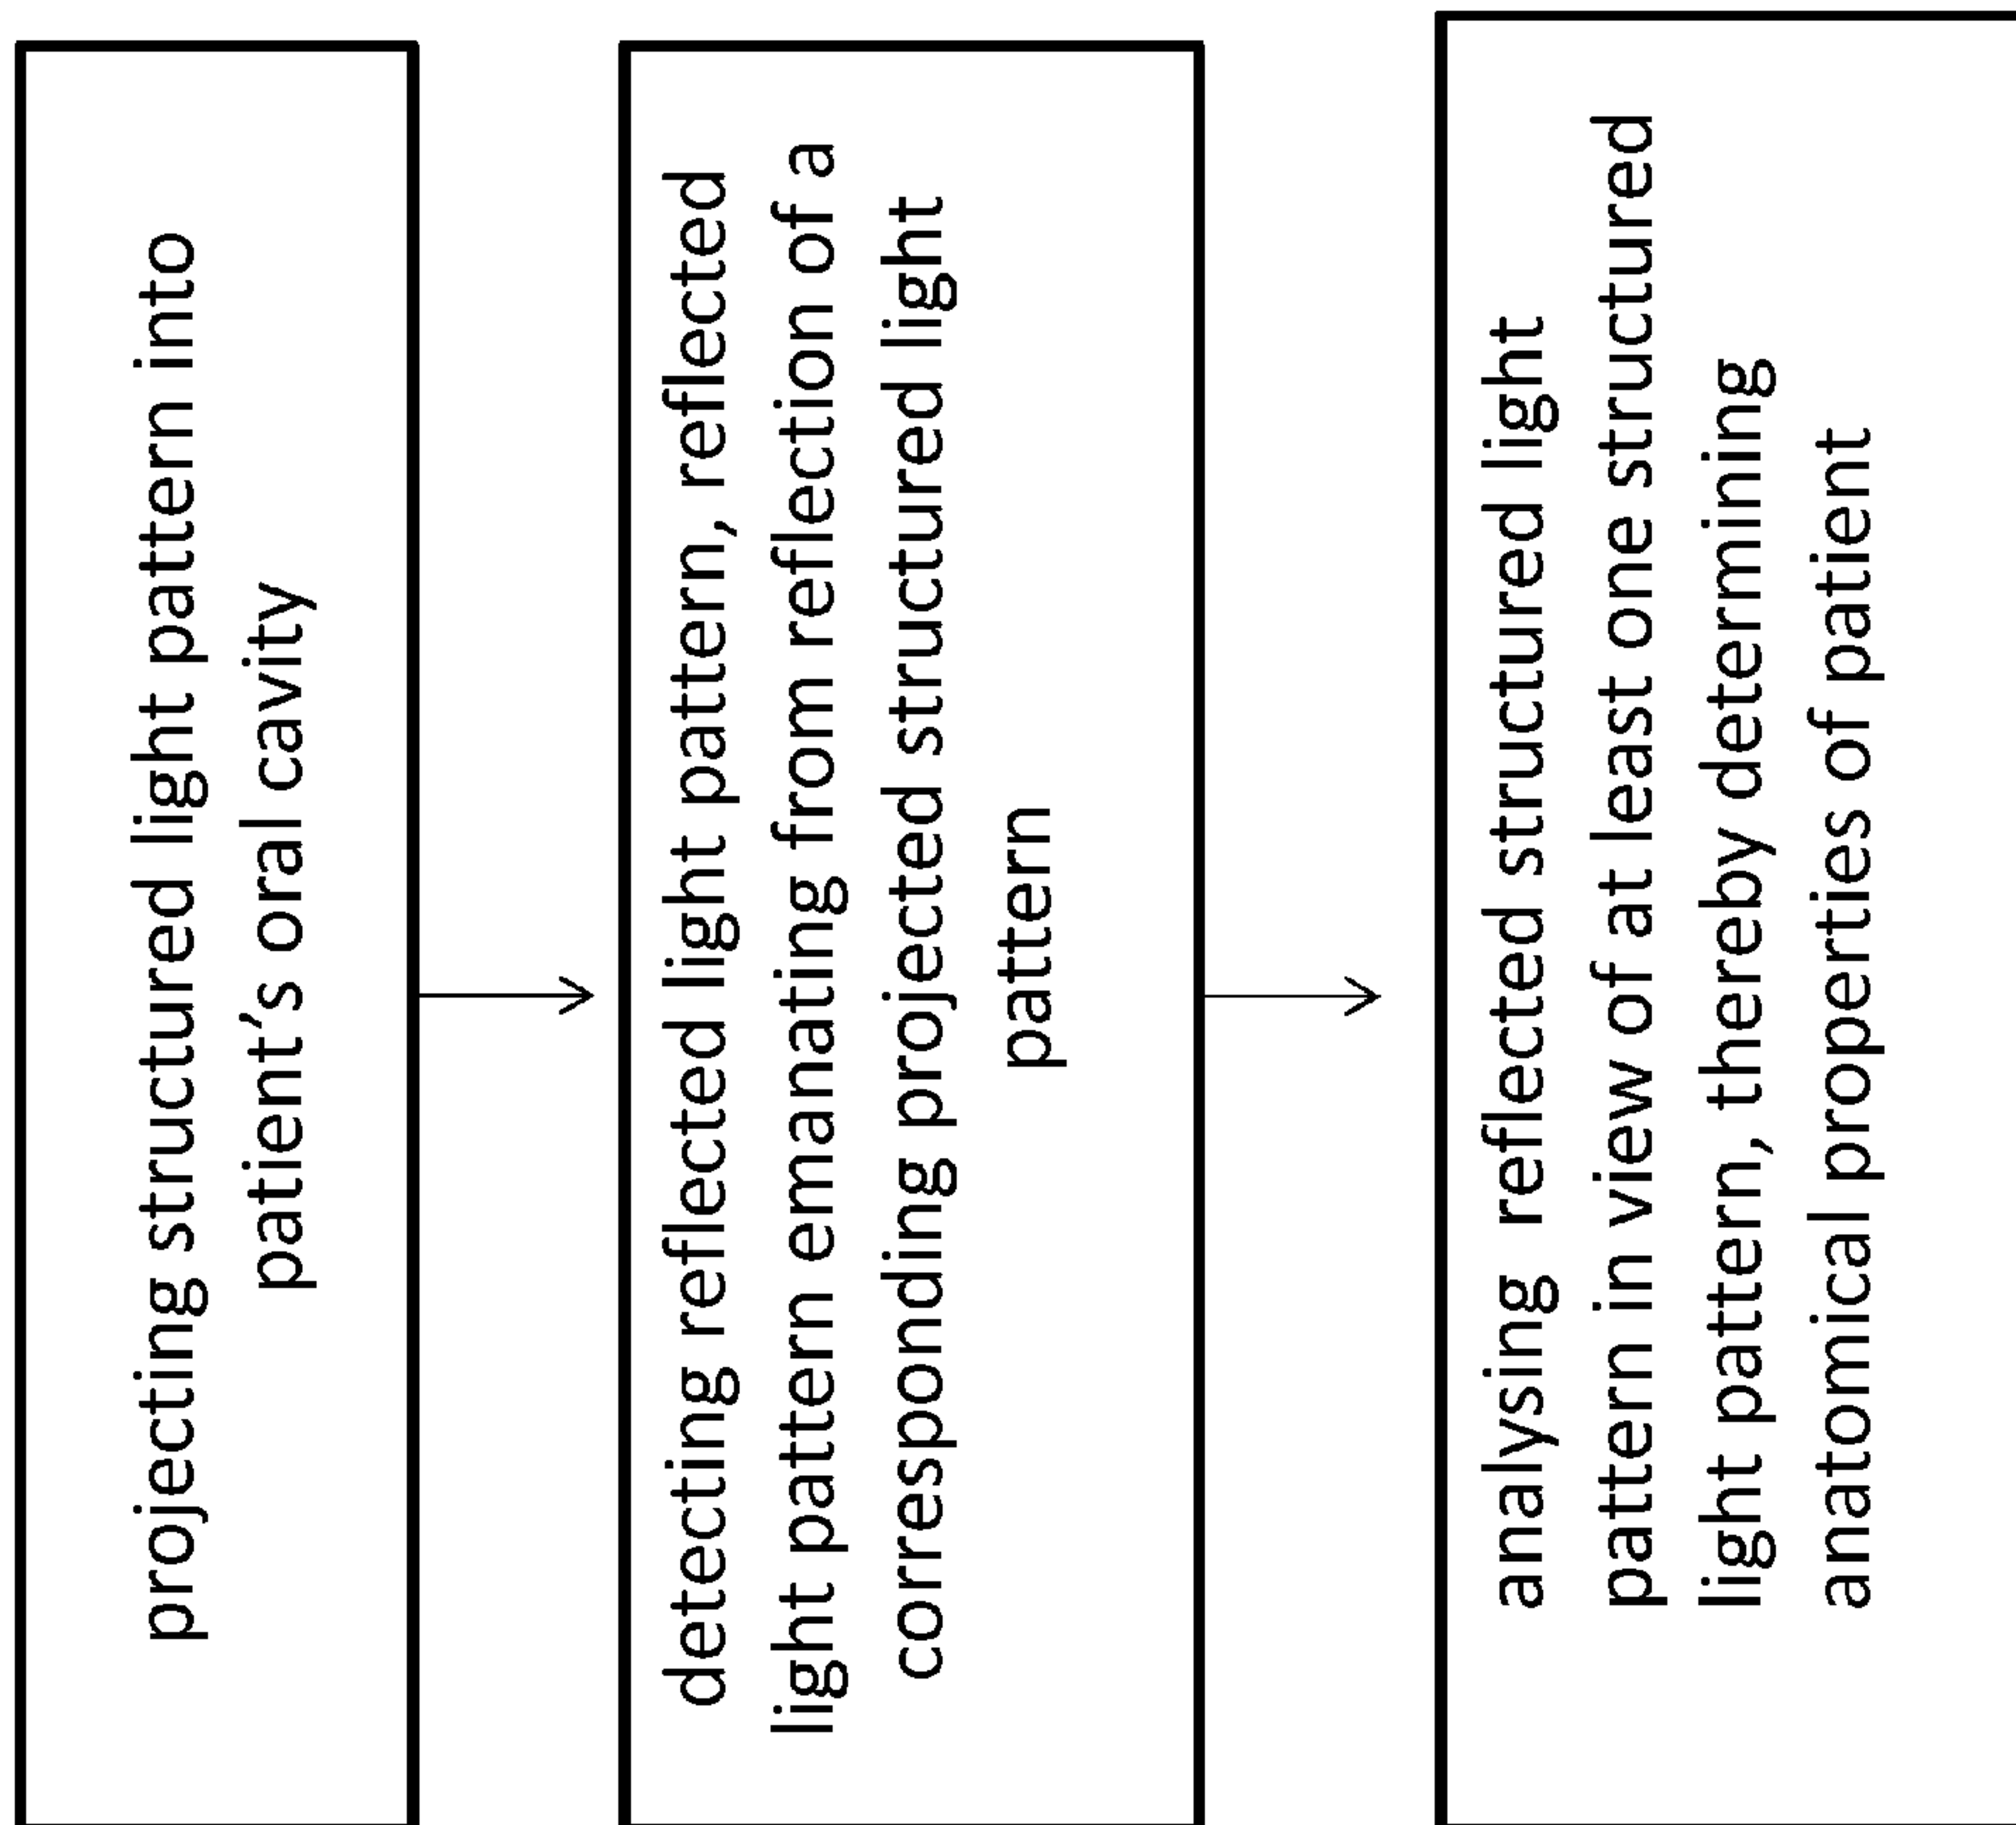 projecting structured light pattern into
patient's oral cavity
detecting reflected light pattern, reflected
light pattern emanating from reflection of a
corresponding projected structured light
pattern
analysing reflected structured light
pattern in view of at least one structured
light pattern, thereby determining
anatomical properties of patient